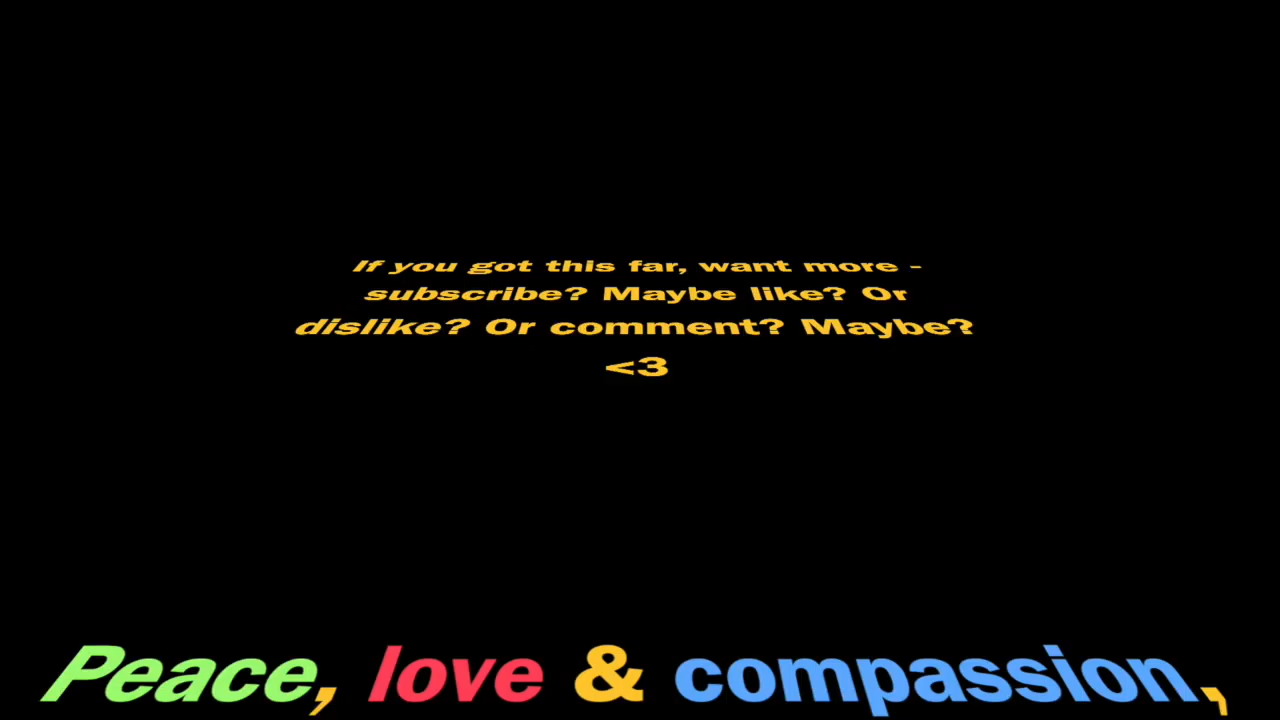 If you got this far, want more -
subscribe? Maybe like? Or
dislike? Or comment? Maybe?
<3
Peace, love & compassion,